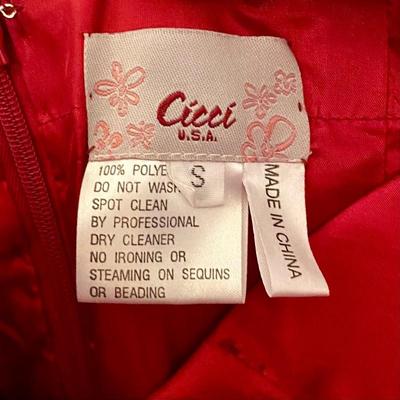 Cicci
U.S.A.
100% POLYE
S
DO NOT WASH
SPOT CLEAN
BY PROFESSIONAL
DRY CLEANER
NO IRONING OR
STEAMING ON SEQUINS
OR BEADING
MADE IN CHINA